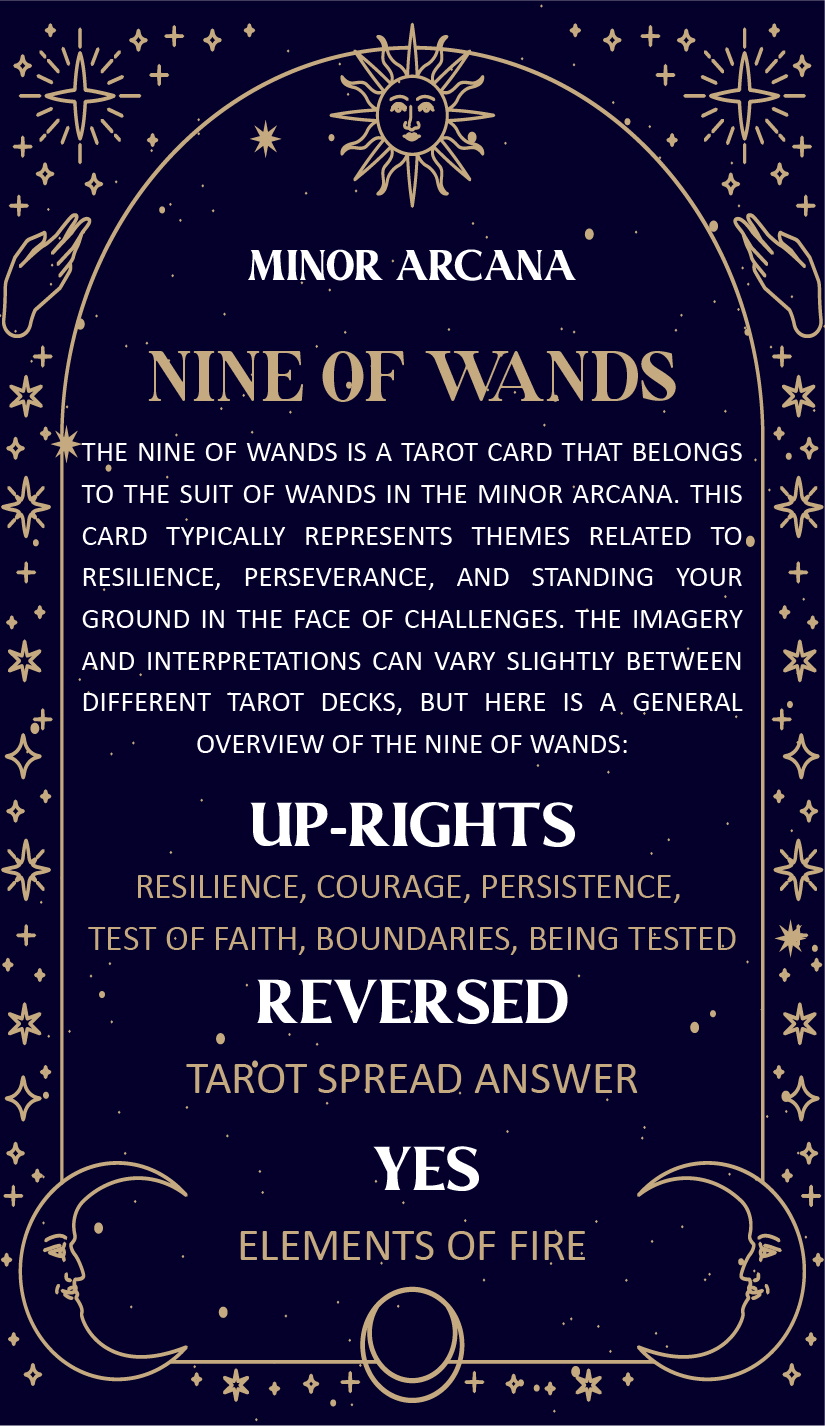 MINOR ARCANA
NINE OF WANDS
THE NINE OF WANDS IS A TAROT CARD THAT BELONGS
TO THE SUIT OF WANDS IN THE MINOR ARCANA. THIS
CARD TYPICALLY REPRESENTS THEMES RELATED TO
RESILIENCE, PERSEVERANCE, AND STANDING YOUR
GROUND IN THE FACE OF CHALLENGES. THE IMAGERY
AND INTERPRETATIONS CAN VARY SLIGHTLY BETWEEN
DIFFERENT TAROT DECKS, BUT HERE IS A GENERAL
OVERVIEW OF THE NINE OF WANDS:
UP-RIGHTS
RESILIENCE, COURAGE, PERSISTENCE,
TEST OF FAITH, BOUNDARIES, BEING TESTED
REVERSED
TAROT SPREAD ANSWER
YES
ELEMENTS OF FIRE